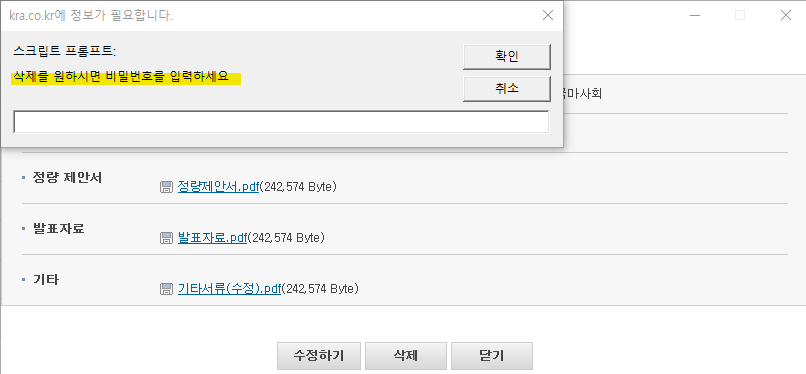 kra.co.kr에 정보가 필요합니다.
스크립트 프롬프트:
확인
삭제를 원하시면 비밀번호를 입력하세요
취소
마사회
정량 제안서
정량제안서.pdf(242,574 Byte)
발표자료
발표자료.pdf(242,574 Byte)
기타
기타서류(수정).pdf(242,574 Byte)
수정하기
삭제
닫기